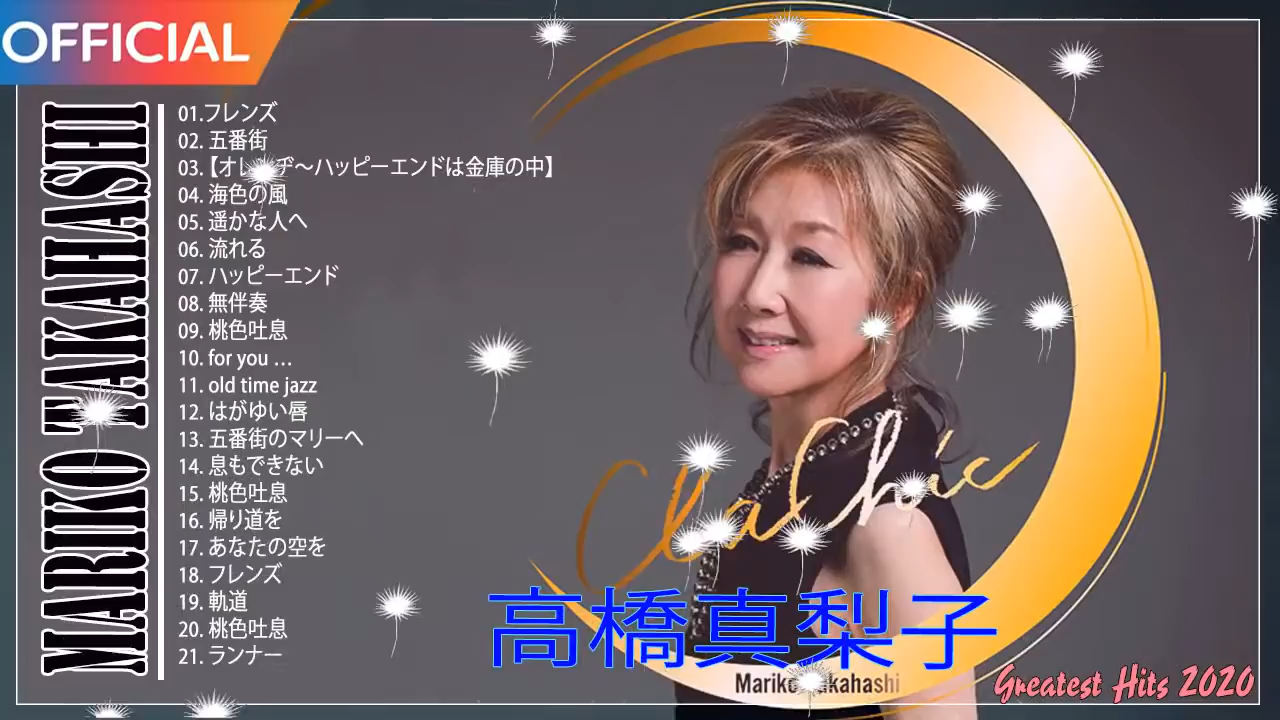 OFFICIAL
MARIKO TAKAHASHI
01.フレンズ
02. 五番街
03.【オレンヂ～ハッピーエンドは金庫の中】
04. 海色の風
05. 遥かな人へ
06. 流れる
07. ハッピーエンド
08. 無伴奏
09. 桃色吐息
10. for you ...
11. old time jazz
12. はがゆい唇
13. 五番街のマリーへ
14. 息もできない
15. 桃色吐息
16. 帰り道を
17. あなたの空を
18. フレンズ
19. 軌道
20. 桃色吐息
21. ランナー
ClaChic
高橋真梨子
Mariko Takahashi
Greatest Hits 2020